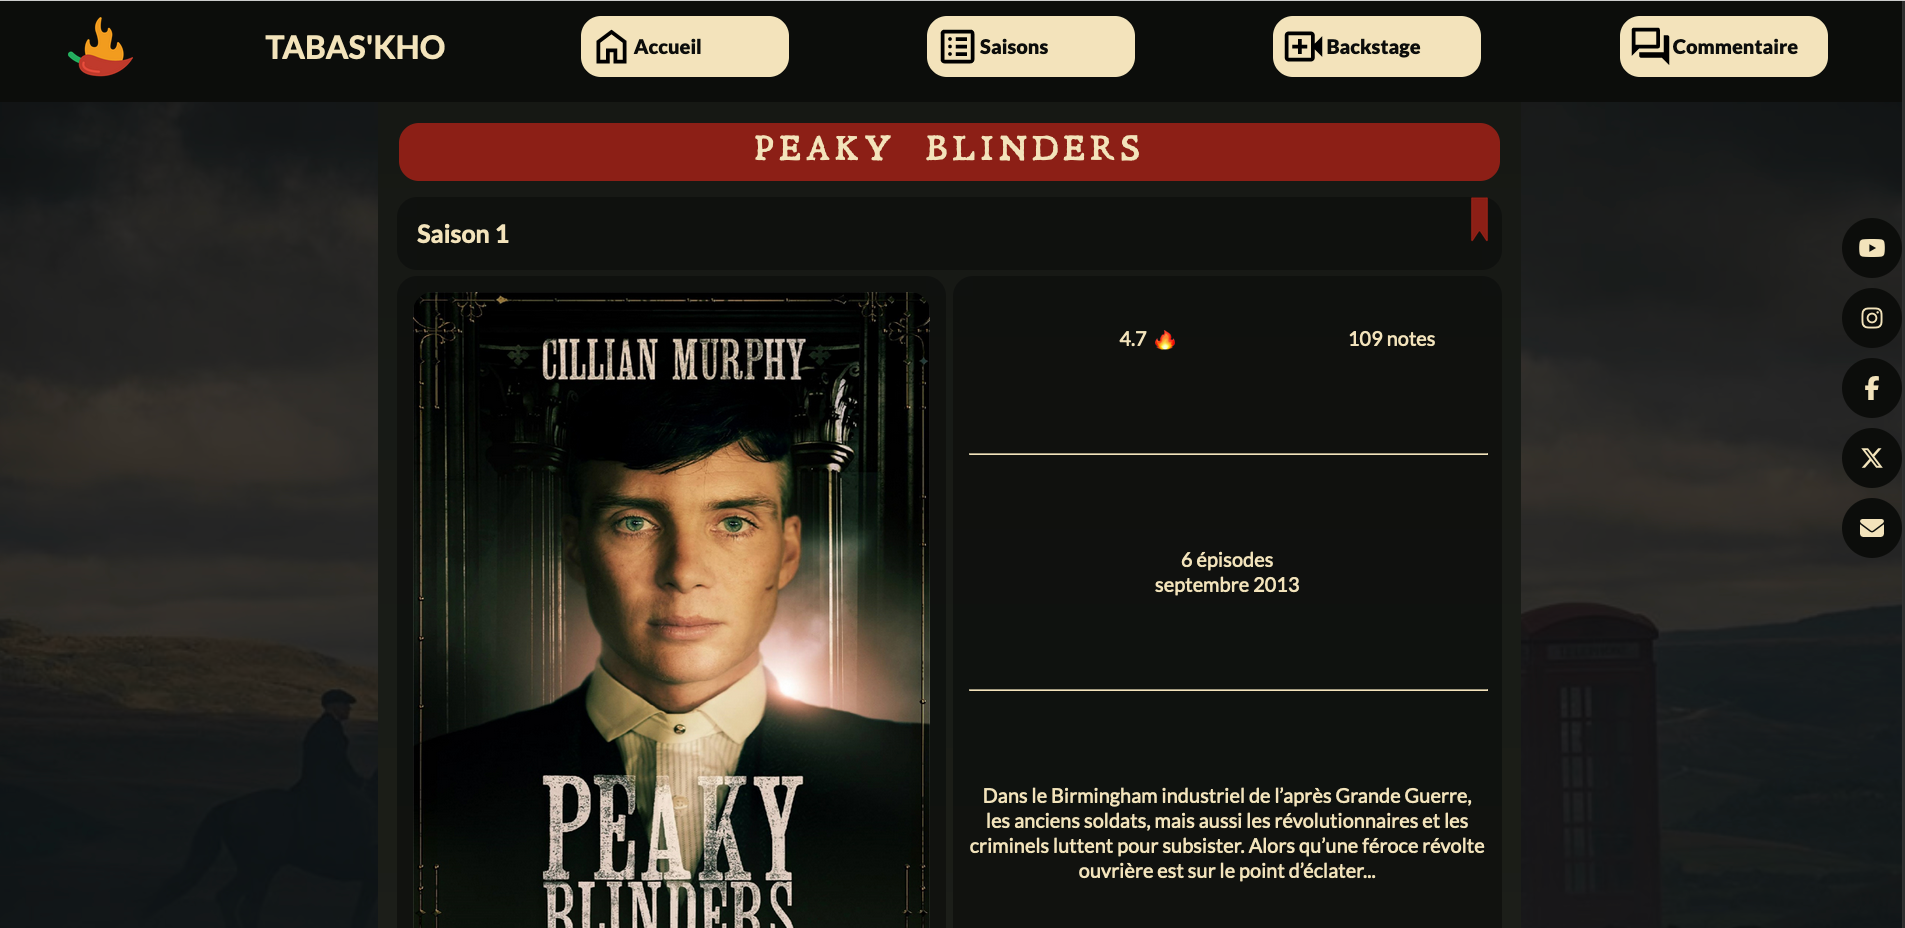 TABAS'KHO
Accueil
Saisons
Backstage
Commentaire
PEAKY BLINDERS
Saison 1
CILLIAN MURPHY
PEAKY
BLINDERS
4.7 🔥
109 notes
6 épisodes
septembre 2013
Dans le Birmingham industriel de l’après Grande Guerre,
les anciens soldats, mais aussi les révolutionnaires et les
criminels luttent pour subsister. Alors qu’une féroce révolte
ouvrière est sur le point d’éclater...